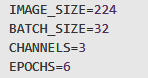 IMAGE_SIZE=224
BATCH_SIZE=32
CHANNELS=3
EPOCHS=6